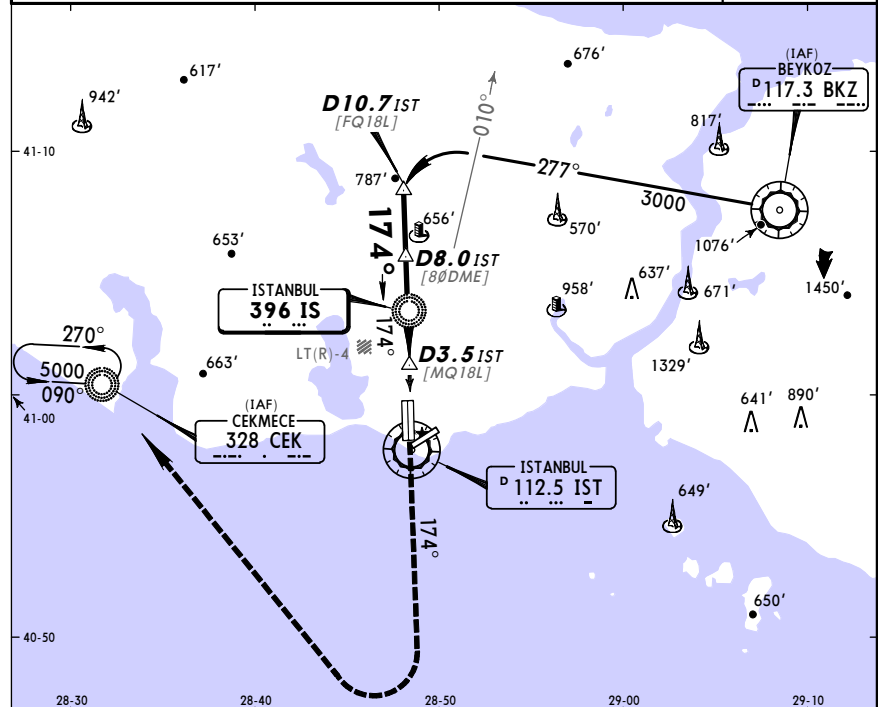 (IAF)
BEYKOZ
D 117.3 BKZ
676'
617'
942'
D10.7 IST
[FQ18L]
010°
817'
41-10
277°
787'
3000
174°
656'
570'
1076'
653'
D8.0 IST
[8ØDME]
ISTANBUL
396 IS
958'
637'
671'
1450'
270°
174°
LT(R)-4
D3.5 IST
[MQ18L]
1329'
5000
663'
090°
641'
890'
41-00
(IAF)
CEKMECE
328 CEK
ISTANBUL
D 112.5 IST
649'
174°
650'
40-50
28-30
28-40
28-50
29-00
29-10